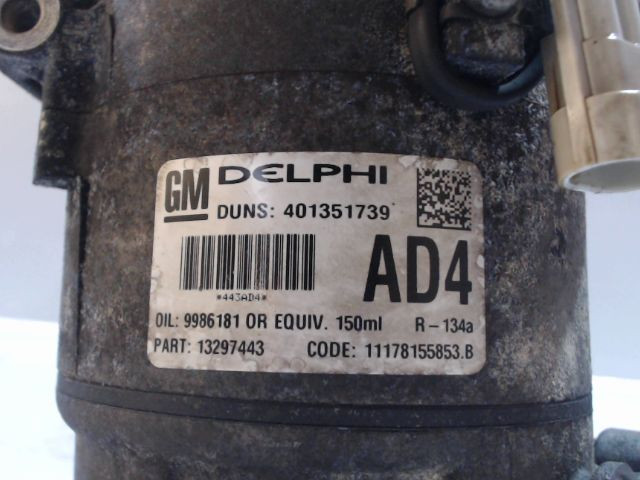 GM DELPHI
DUNS: 401351739
*443AD4*
AD4
OIL: 9986181 OR EQUIV. 150ml R-134a
PART: 13297443 CODE: 11178155853.B